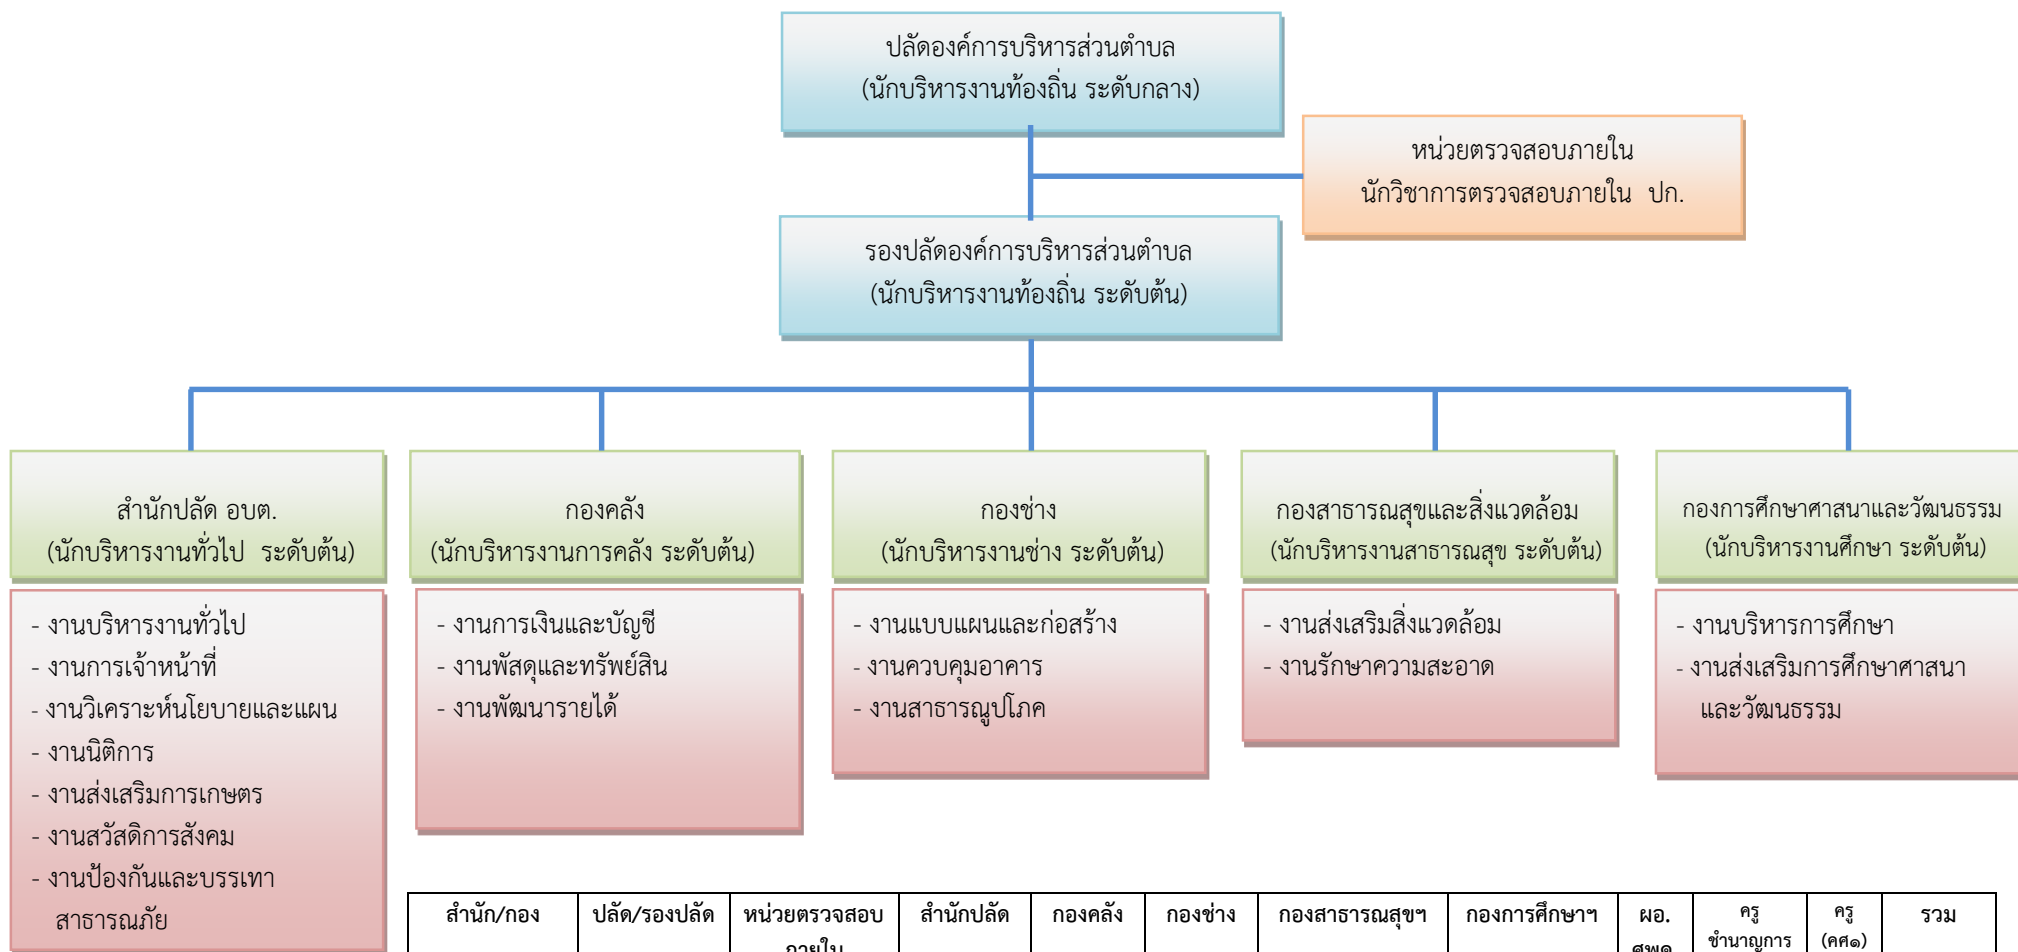 ปลัดองค์การบริหารส่วนตำบล
(นักบริหารงานท้องถิ่น ระดับกลาง)
หน่วยตรวจสอบภายใน
นักวิชาการตรวจสอบภายใน ปก.
รองปลัดองค์การบริหารส่วนตำบล
(นักบริหารงานท้องถิ่น ระดับต้น)
สำนักปลัด อบต.
(นักบริหารงานทั่วไป ระดับต้น)
กองคลัง
(นักบริหารงานการคลัง ระดับต้น)
กองช่าง
(นักบริหารงานช่าง ระดับต้น)
กองสาธารณสุขและสิ่งแวดล้อม
(นักบริหารงานสาธารณสุข ระดับต้น)
กองการศึกษาศาสนาและวัฒนธรรม
(นักบริหารงานศึกษา ระดับต้น)
- งานบริหารงานทั่วไป
- งานการเจ้าหน้าที่
- งานวิเคราะห์นโยบายและแผน
- งานนิติการ
- งานส่งเสริมการเกษตร
- งานสวัสดิการสังคม
- งานป้องกันและบรรเทา
สาธารณภัย
- งานการเงินและบัญชี
- งานพัสดุและทรัพย์สิน
- งานพัฒนารายได้
- งานแบบแผนและก่อสร้าง
- งานควบคุมอาคาร
- งานสาธารณูปโภค
- งานส่งเสริมสิ่งแวดล้อม
- งานรักษาความสะอาด
- งานบริหารการศึกษา
- งานส่งเสริมการศึกษาศาสนา
และวัฒนธรรม
สำนัก/กอง
ปลัด/รองปลัด
หน่วยตรวจสอบ
ภายใน
สำนักปลัด
กองคลัง
กองช่าง
กองสาธารณสุขฯ
กองการศึกษาฯ
ผอ.
ครู
ชำนาญการ
ครู
(คศ๑)
รวม